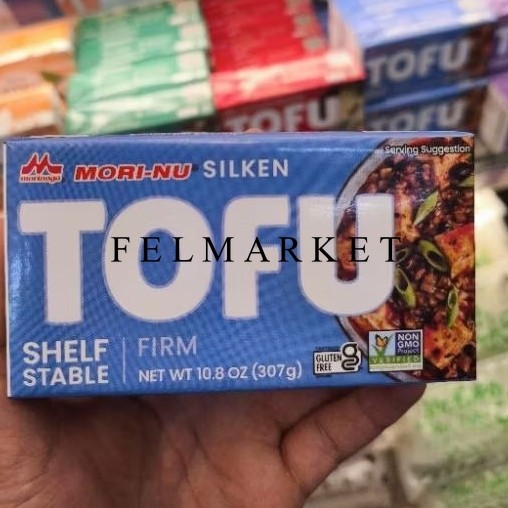 TOFU
TOFU
TOFU
Serving Suggestion
morinaga
MORI-NU SILKEN
TOFU
FELMARKET
SHELF STABLE
FIRM
NET WT 10.8 OZ (307g)
GLUTEN FREE
NON GMO Project VERIFIED